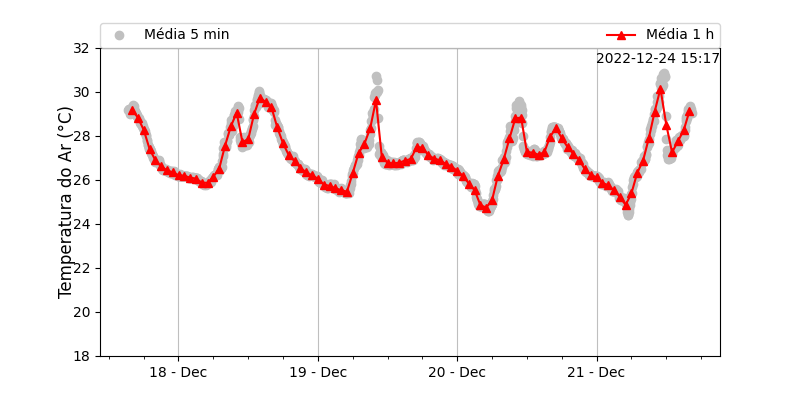 Média 5 min
Média 1 h
2022-12-24 15:17
Temperatura do Ar (°C)
32
30
28
26
24
22
20
18
18 - Dec
19 - Dec
20 - Dec
21 - Dec